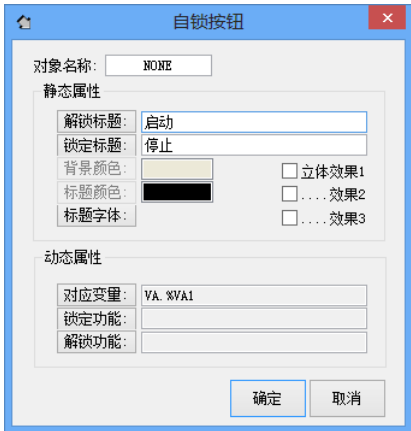 自锁按钮
对象名称: NONE
静态属性
解锁标题: 启动
锁定标题: 停止
背景颜色: 立体效果1
标题颜色: ....效果2
标题字体: ....效果3
动态属性
对应变量: VA.%VA1
锁定功能:
解锁功能:
确定 取消